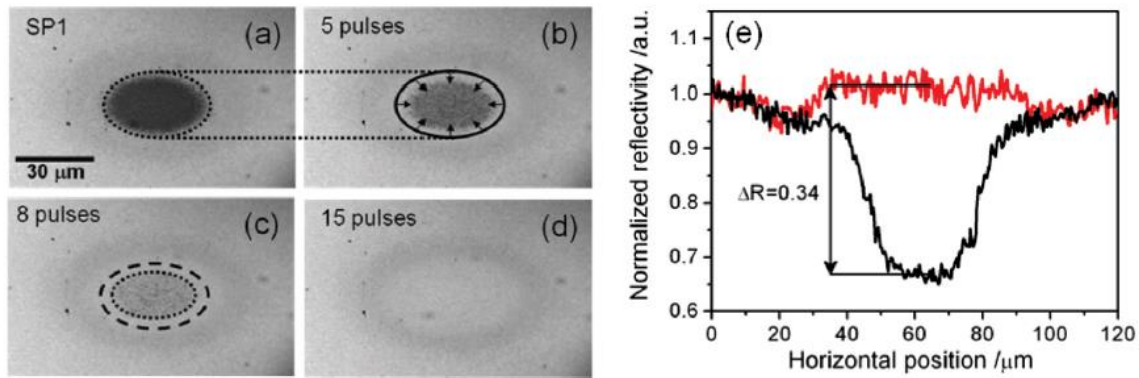 SP1
(a)
30 μm
5 pulses
(b)
8 pulses
(c)
15 pulses
(d)
(e)
Normalized reflectivity /a.u.
1.1
1.0
0.9
0.8
0.7
0.6
ΔR=0.34
0 20 40 60 80 100 120
Horizontal position /μm